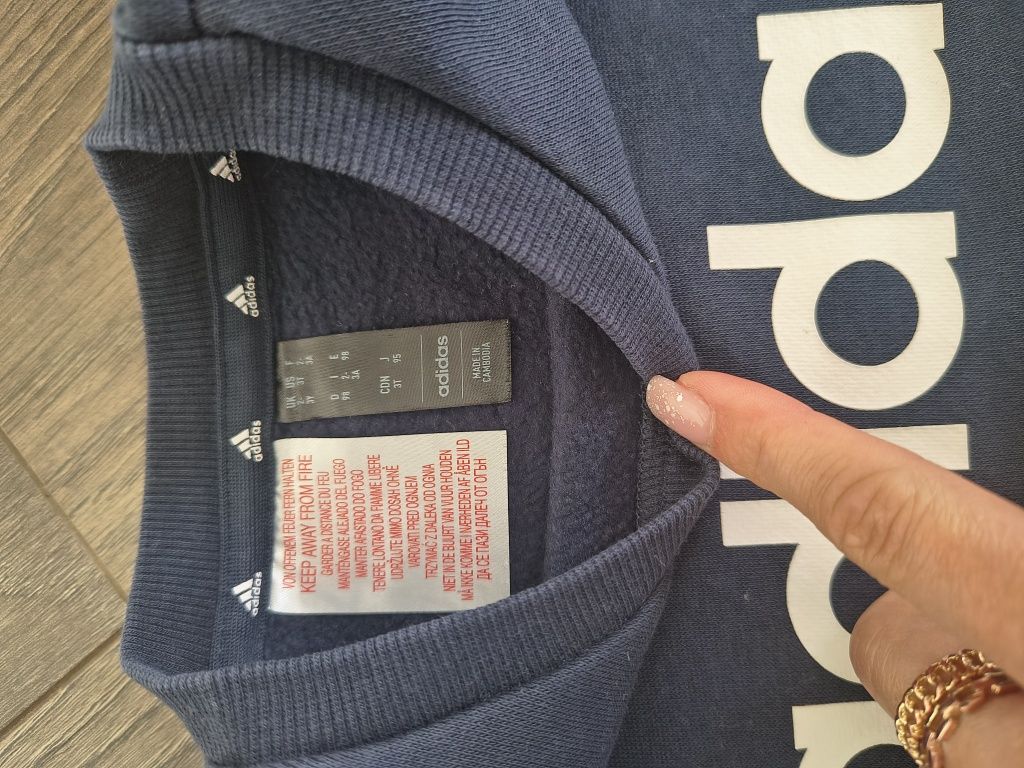 adidas
adidas
adidas
adidas
UK US F
2- 3T 2-
3Y 3A
D I E
98 2- 98
3A
CDN J
3T 95
adidas
MADE IN
CAMBODIA
VON OFFENEM FEUER FERN HALTEN
KEEP AWAY FROM FIRE
GARDER A DISTANCE DU FEU
MANTENGASE ALEJADO DEL FUEGO
MANTER AFASTADO DO FOGO
TENERE LONTANO DA FIAMME LIBERE
UDRŽUJTE MIMO DOSAH OHNĚ
VAROVATI PRED OGNJEM
TRZYMAĆ Z DALEKA OD OGNIA
NIET IN DE BUURT VAN VUUR HOUDEN
MÅ IKKE KOMME I NÆRHEDEN AF ÅBEN ILD
ДА СЕ ПАЗИ ДАЛЕЧ ОТ ОГЪН
adida